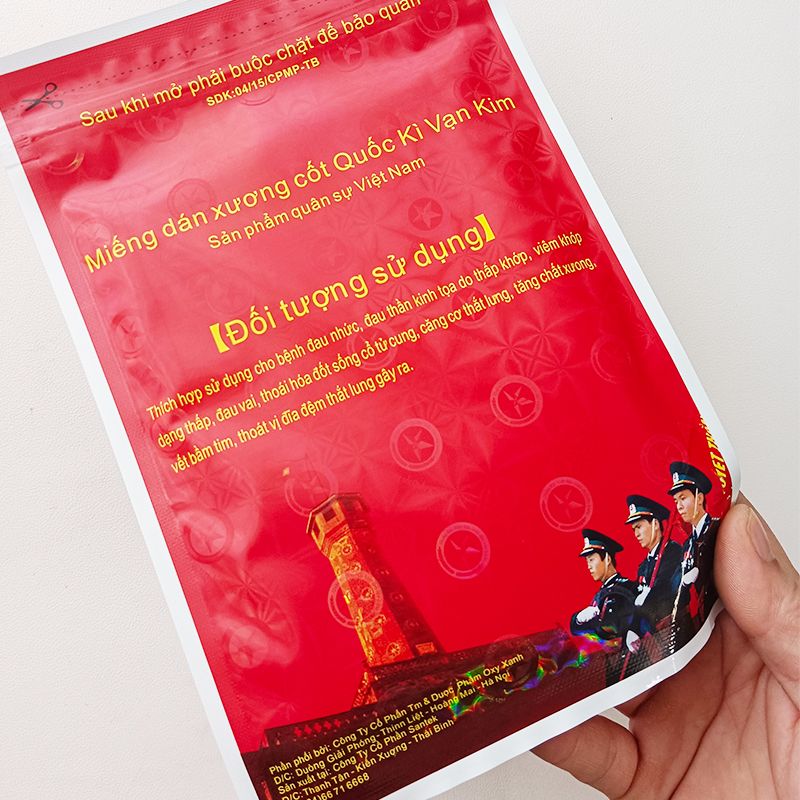 Sau khi mở phải buộc chặt để bảo quản
SDK:04/15/CPMP-TB
Miếng dán xương cốt Quốc Kì Vạn Kim
Sản phẩm quân sự Việt Nam
【Đối tượng sử dụng】
Thích hợp sử dụng cho bệnh đau nhức, đau thần kinh tọa do thấp khớp, viêm khớp
dạng thấp, đau vai, thoái hóa đốt sống cổ tử cung, căng cơ thắt lưng, tăng chất xương,
vết bầm tím, thoát vị đĩa đệm thắt lung gây ra.
Phân phối bởi: Công Ty Cổ Phần Tm & Dược Phẩm Oxy Xanh
Đ/C: Đường Giải Phóng - Thịnh Liệt - Hoàng Mai - Hà Nội
Sản xuất tại: Công Ty Cổ Phần Santek
Đ/C: Thanh Tân - Kiến Xương - Thái Bình
66 71 6668